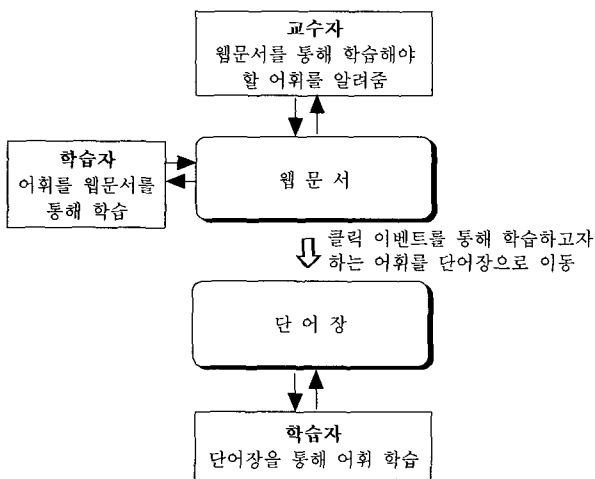 교수자
웹문서를 통해 학습해야
할 어휘를 알려줌
학습자
어휘를 웹문서를
통해 학습
웹 문 서
클릭 이벤트를 통해 학습하고자
하는 어휘를 단어장으로 이동
단 어 장
학습자
단어장을 통해 어휘 학습